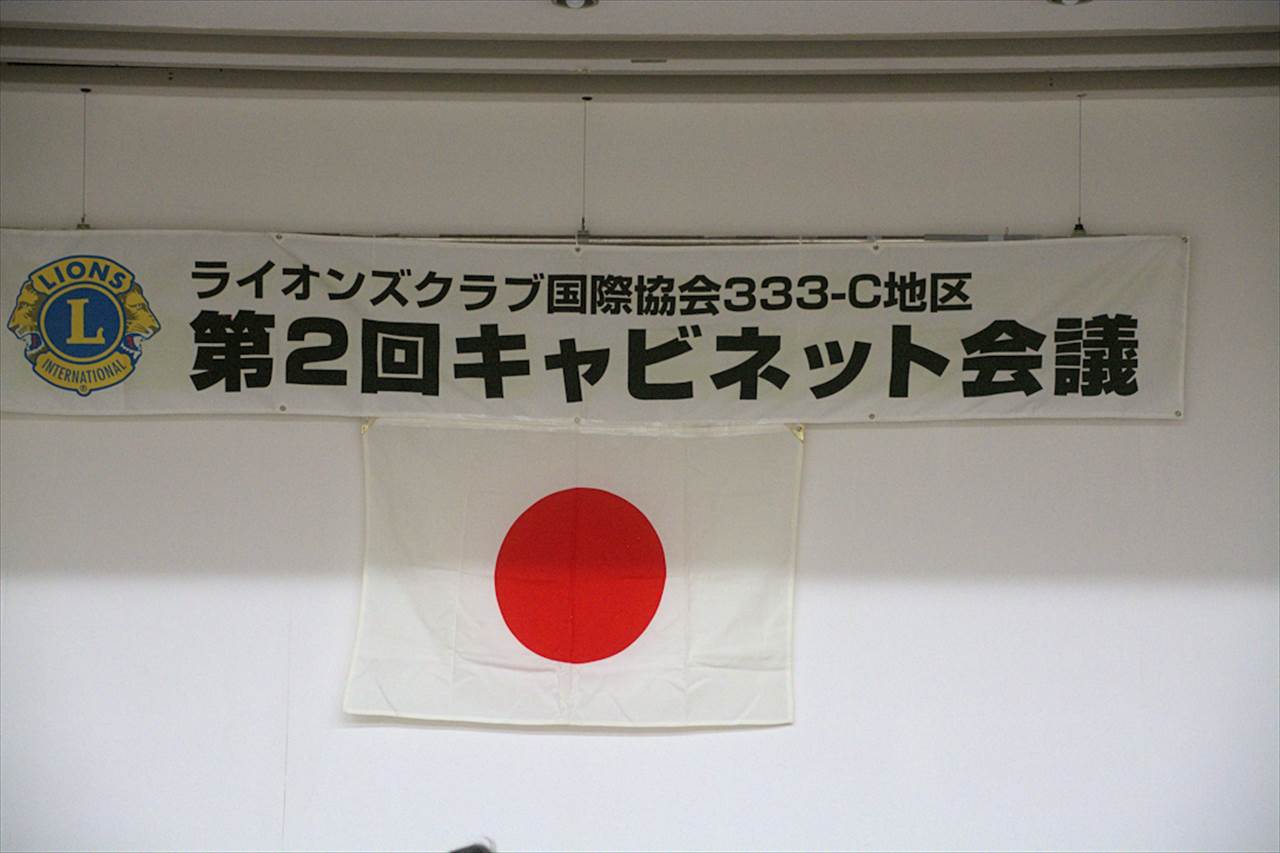 LIONS
L
INTERNATIONAL
®
ライオンズクラブ国際協会333-C地区
第2回キャビネット会議